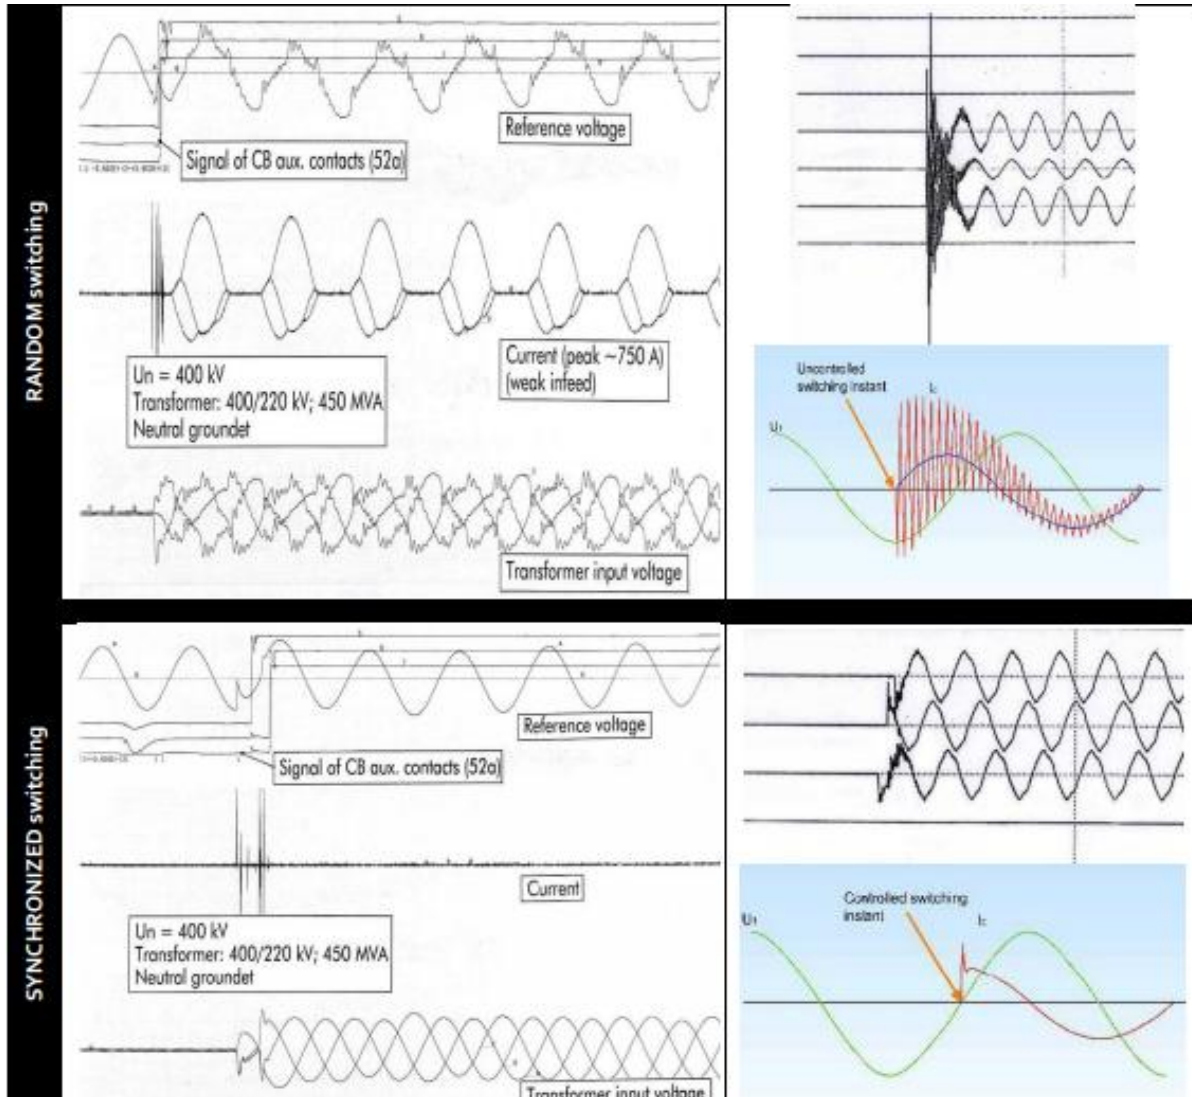 RANDOM switching
Reference voltage
Signal of CB aux. contacts (52a)
Un = 400 kV
Transformer: 400/220 kV; 450 MVA
Neutral groundet
Current (peak ~750 A)
(weak infeed)
Transformer input voltage
Uncontrolled
switching instant
U1
SYNCHRONIZED switching
Reference voltage
Signal of CB aux. contacts (52a)
Current
Un = 400 kV
Transformer: 400/220 kV; 450 MVA
Neutral groundet
Transformer input voltage
Controlled switching
instant
U1
Ic